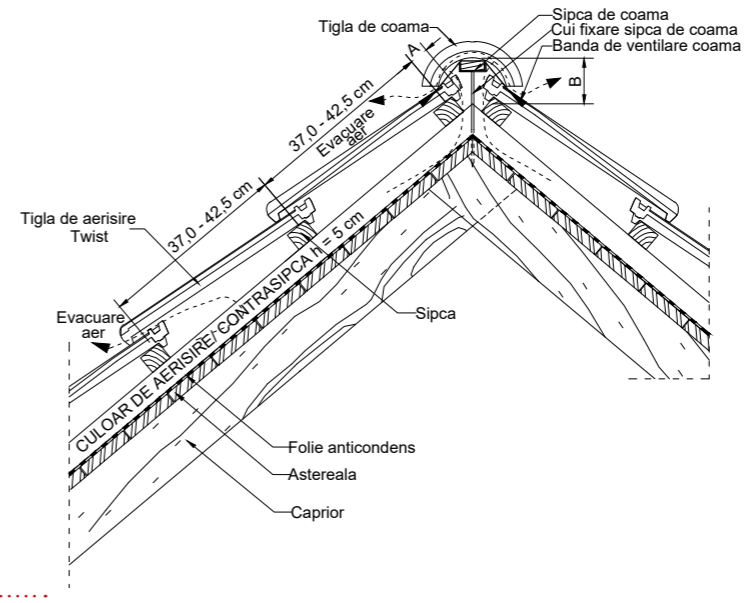 Sipca de coama
Tigla de coama
Cui fixare sipca de coama
Banda de ventilare coama
A
B
37,0 - 42,5 cm
Evacuare
aer
37,0 - 42,5 cm
Tigla de aerisire
Twist
Evacuare
aer
Sipca
CULOAR DE AERISIRE/ CONTRASIPCA h = 5 cm
Folie anticondens
Astereala
Caprior